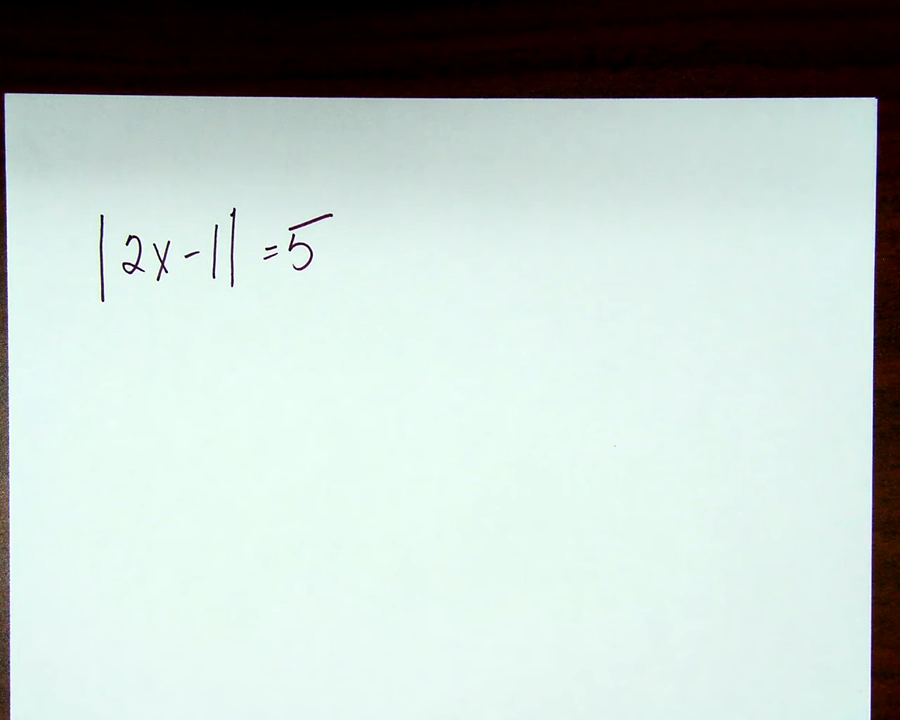 |2x-1| = 5